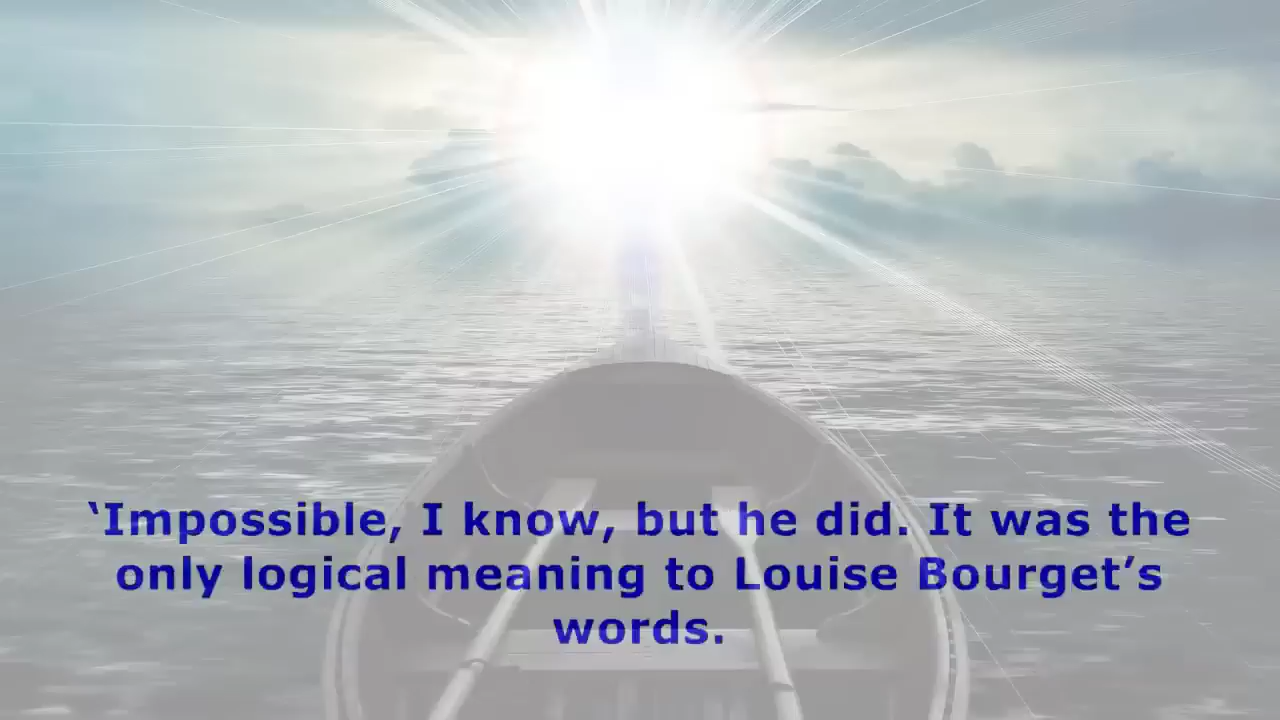 ‘Impossible, I know, but he did. It was the
only logical meaning to Louise Bourget’s
words.